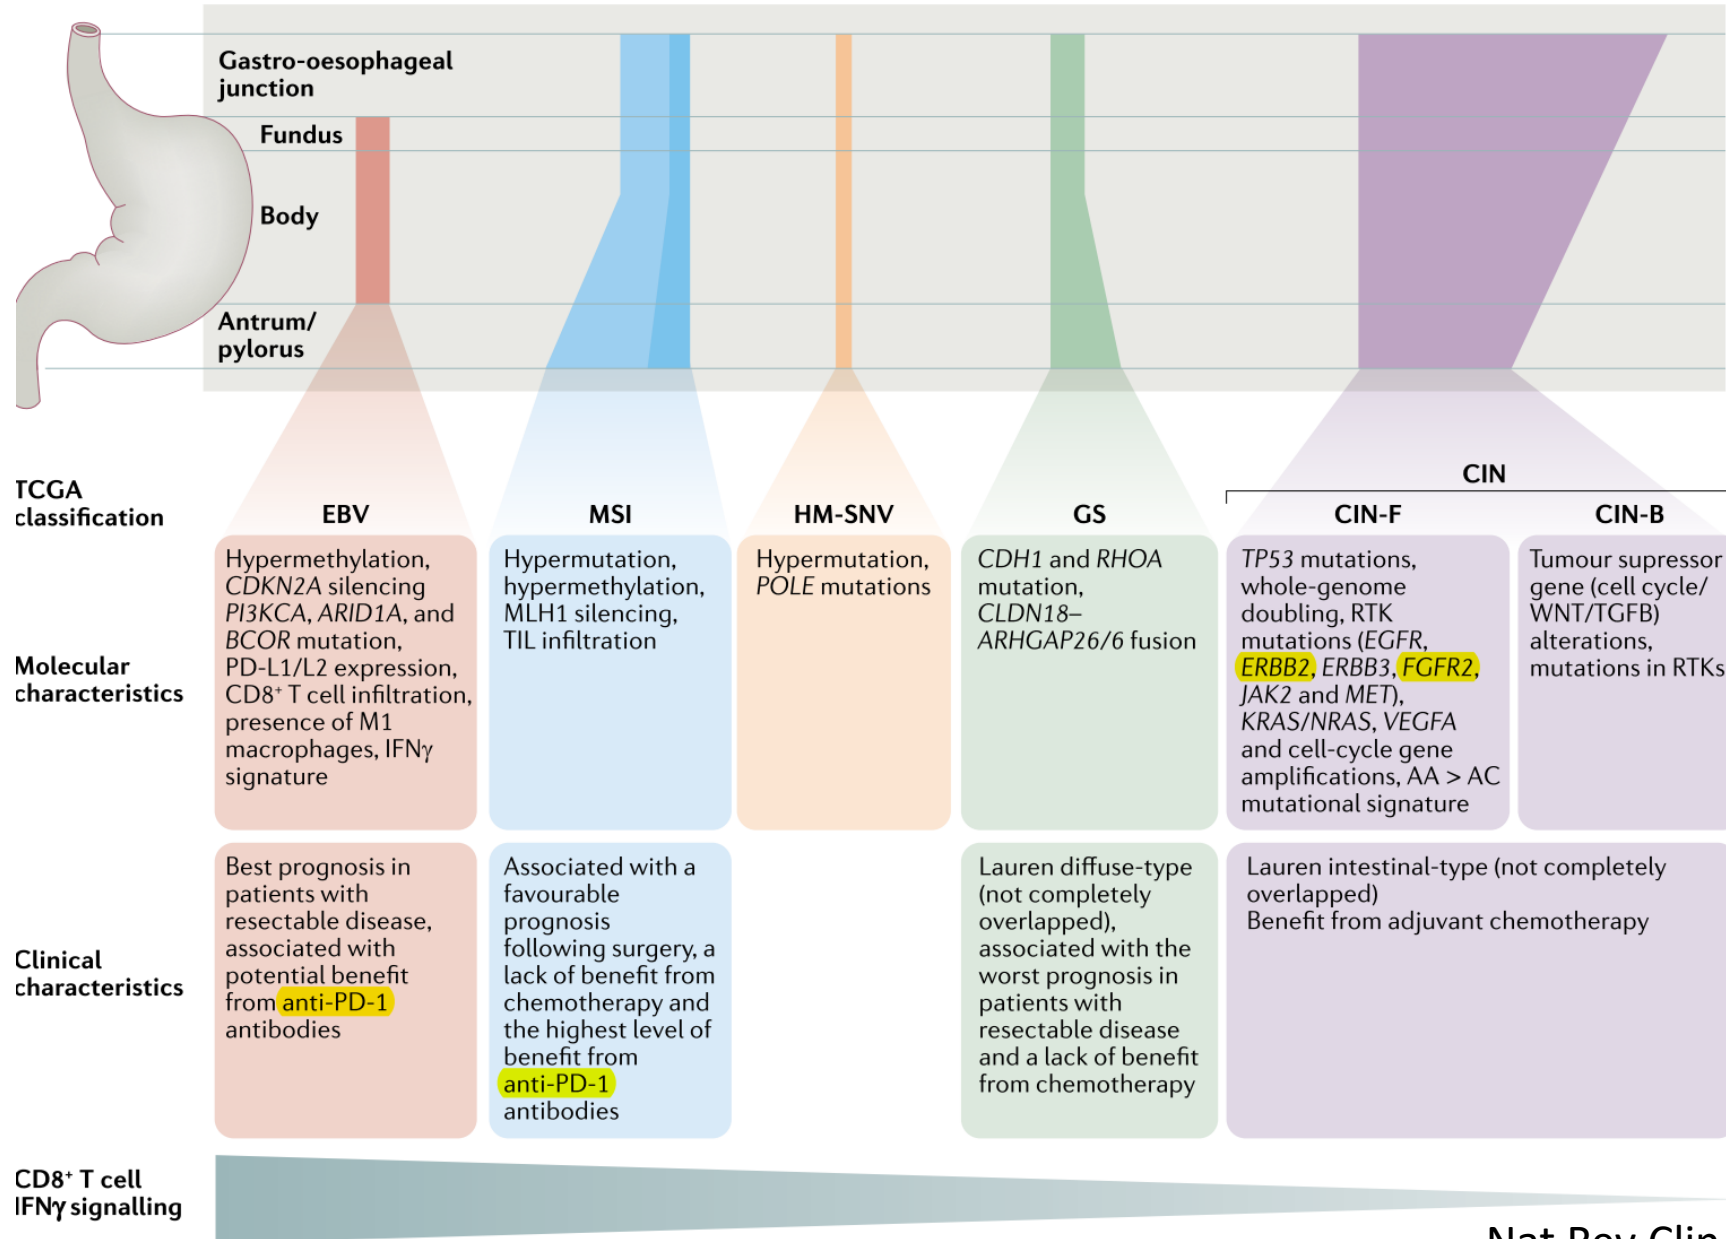 Gastro-oesophageal
junction
Fundus
Body
Antrum/
pylorus
TCGA
classification
EBV
MSI
HM-SNV
GS
CIN
CIN-F
CIN-B
Molecular
characteristics
Hypermethylation,
CDKN2A silencing
PI3KCA, ARID1A, and
BCOR mutation,
PD-L1/L2 expression,
CD8⁺ T cell infiltration,
presence of M1
macrophages, IFNγ
signature
Hypermutation,
hypermethylation,
MLH1 silencing,
TIL infiltration
Hypermutation,
POLE mutations
CDH1 and RHOA
mutation,
CLDN18–
ARHGAP26/6 fusion
TP53 mutations,
whole-genome
doubling, RTK
mutations (EGFR,
ERBB2, ERBB3, FGFR2,
JAK2 and MET),
KRAS/NRAS, VEGFA
and cell-cycle gene
amplifications, AA > AC
mutational signature
Tumour supressor
gene (cell cycle/
WNT/TGFB)
alterations,
mutations in RTKs
Clinical
characteristics
Best prognosis in
patients with
resectable disease,
associated with
potential benefit
from anti-PD-1
antibodies
Associated with a
favourable
prognosis
following surgery, a
lack of benefit from
chemotherapy and
the highest level of
benefit from
anti-PD-1
antibodies
Lauren diffuse-type
(not completely
overlapped),
associated with the
worst prognosis in
patients with
resectable disease
and a lack of benefit
from chemotherapy
Lauren intestinal-type (not completely
overlapped)
Benefit from adjuvant chemotherapy
CD8⁺ T cell
IFNγ signalling
Nat Rev Clin